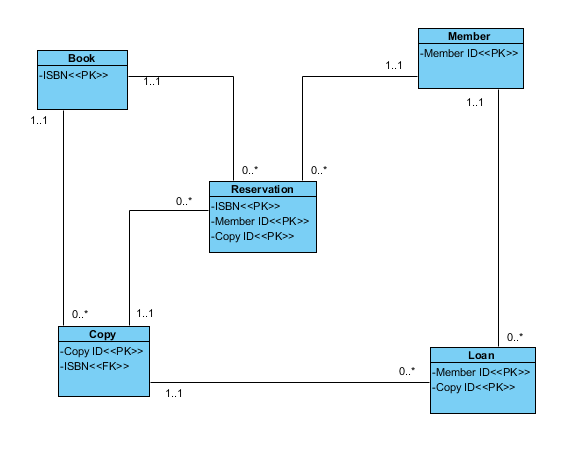 Member
-Member ID<<PK>>
Book
-ISBN<<PK>>
1..1
1..1
1..1
1..1
0..*
0..*
Reservation
-ISBN<<PK>>
-Member ID<<PK>>
-Copy ID<<PK>>
0..*
0..*
1..1
Copy
-Copy ID<<PK>>
-ISBN<<FK>>
0..*
Loan
-Member ID<<PK>>
-Copy ID<<PK>>
0..*
1..1